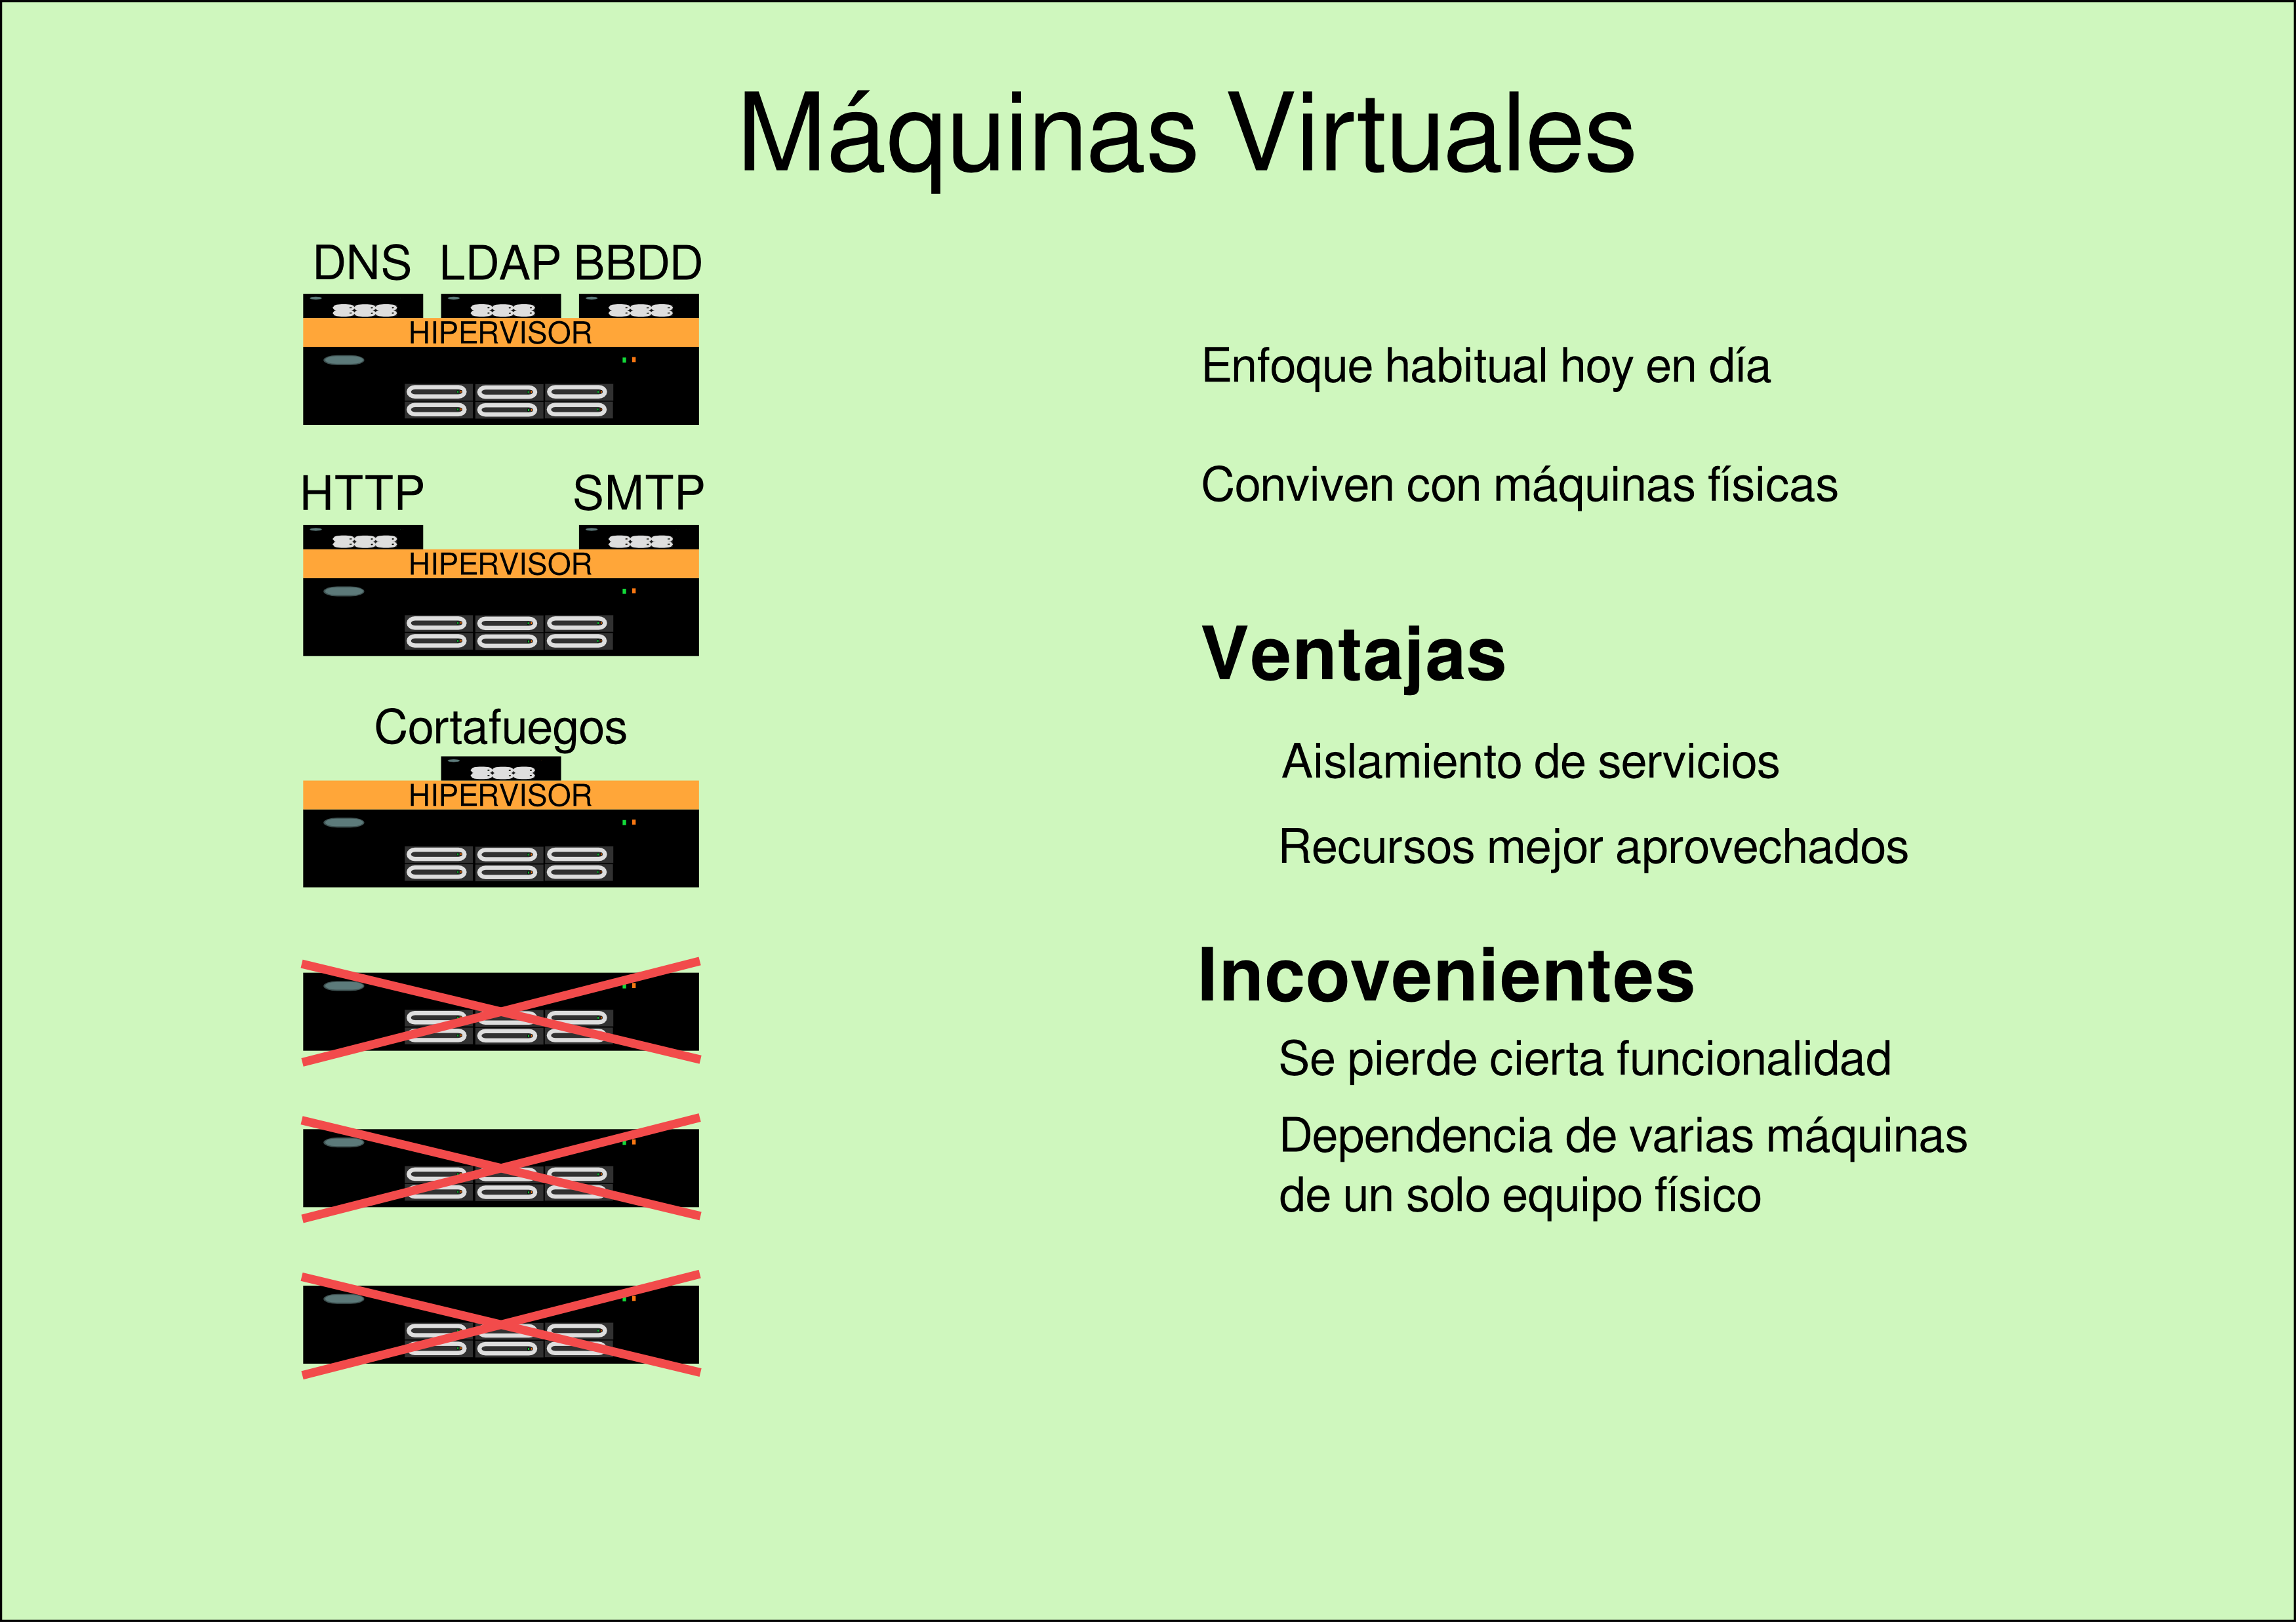 Máquinas Virtuales
DNS LDAP BBDD
HIPERVISOR
HTTP SMTP
HIPERVISOR
Cortafuegos
HIPERVISOR
Enfoque habitual hoy en día
Conviven con máquinas físicas
Ventajas
Aislamiento de servicios
Recursos mejor aprovechados
Incovenientes
Se pierde cierta funcionalidad
Dependencia de varias máquinas
de un solo equipo físico